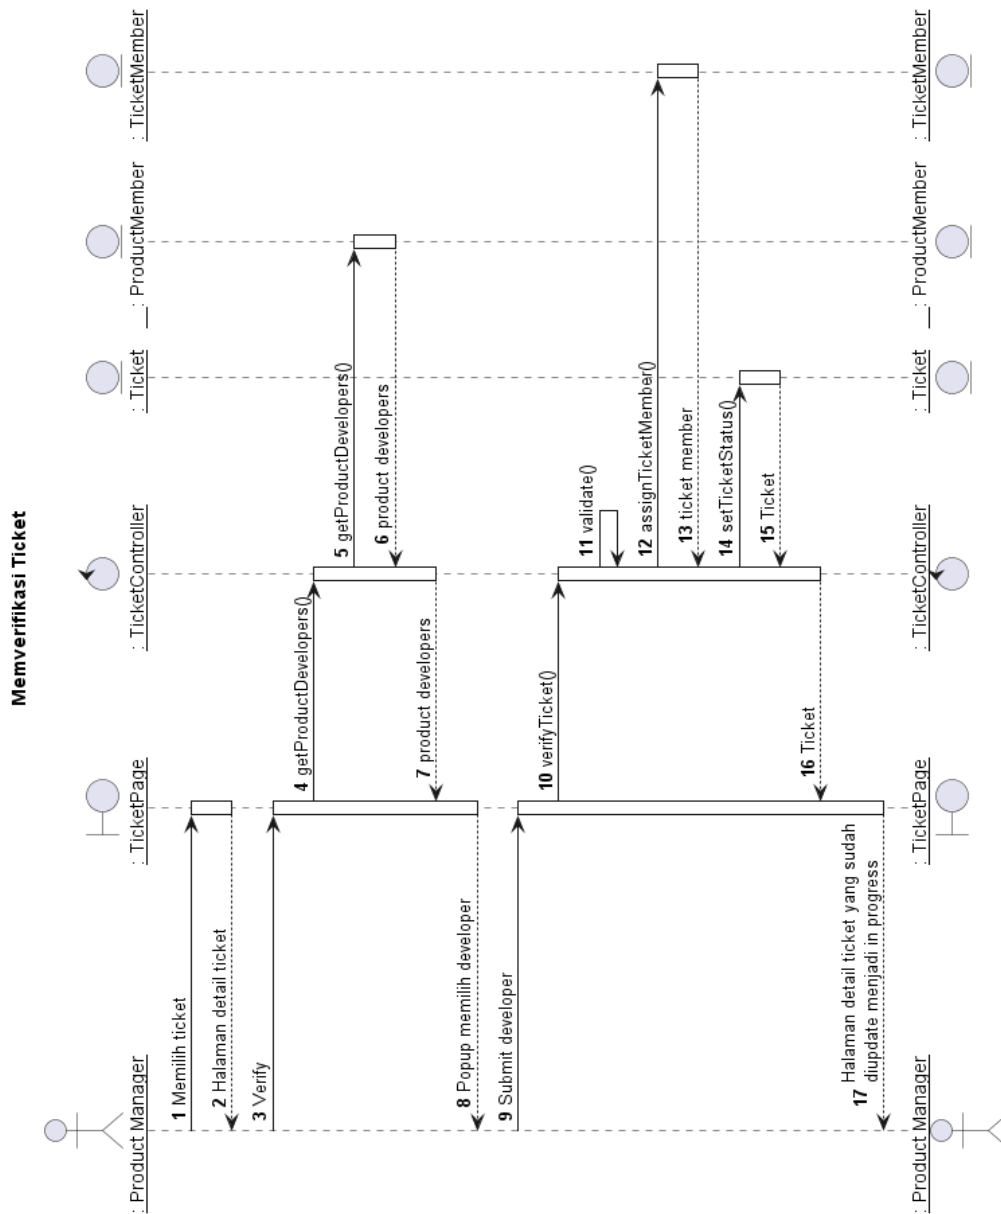 Memverifikasi Ticket
: Product Manager
: TicketPage
: TicketController
: Ticket
: ProductMember
: TicketMember
1 Memilih ticket
2 Halaman detail ticket
3 Verify
4 getProductDevelopers()
5 getProductDevelopers()
6 product developers
7 product developers
8 Popup memilih developer
9 Submit developer
10 verifyTicket()
11 validate()
12 assignTicketMember()
13 ticket member
14 setTicketStatus()
15 Ticket
16 Ticket
Halaman detail ticket yang sudah
17 diupdate menjadi in progress
: Product Manager
: TicketPage
: TicketController
: Ticket
: ProductMember
: TicketMember